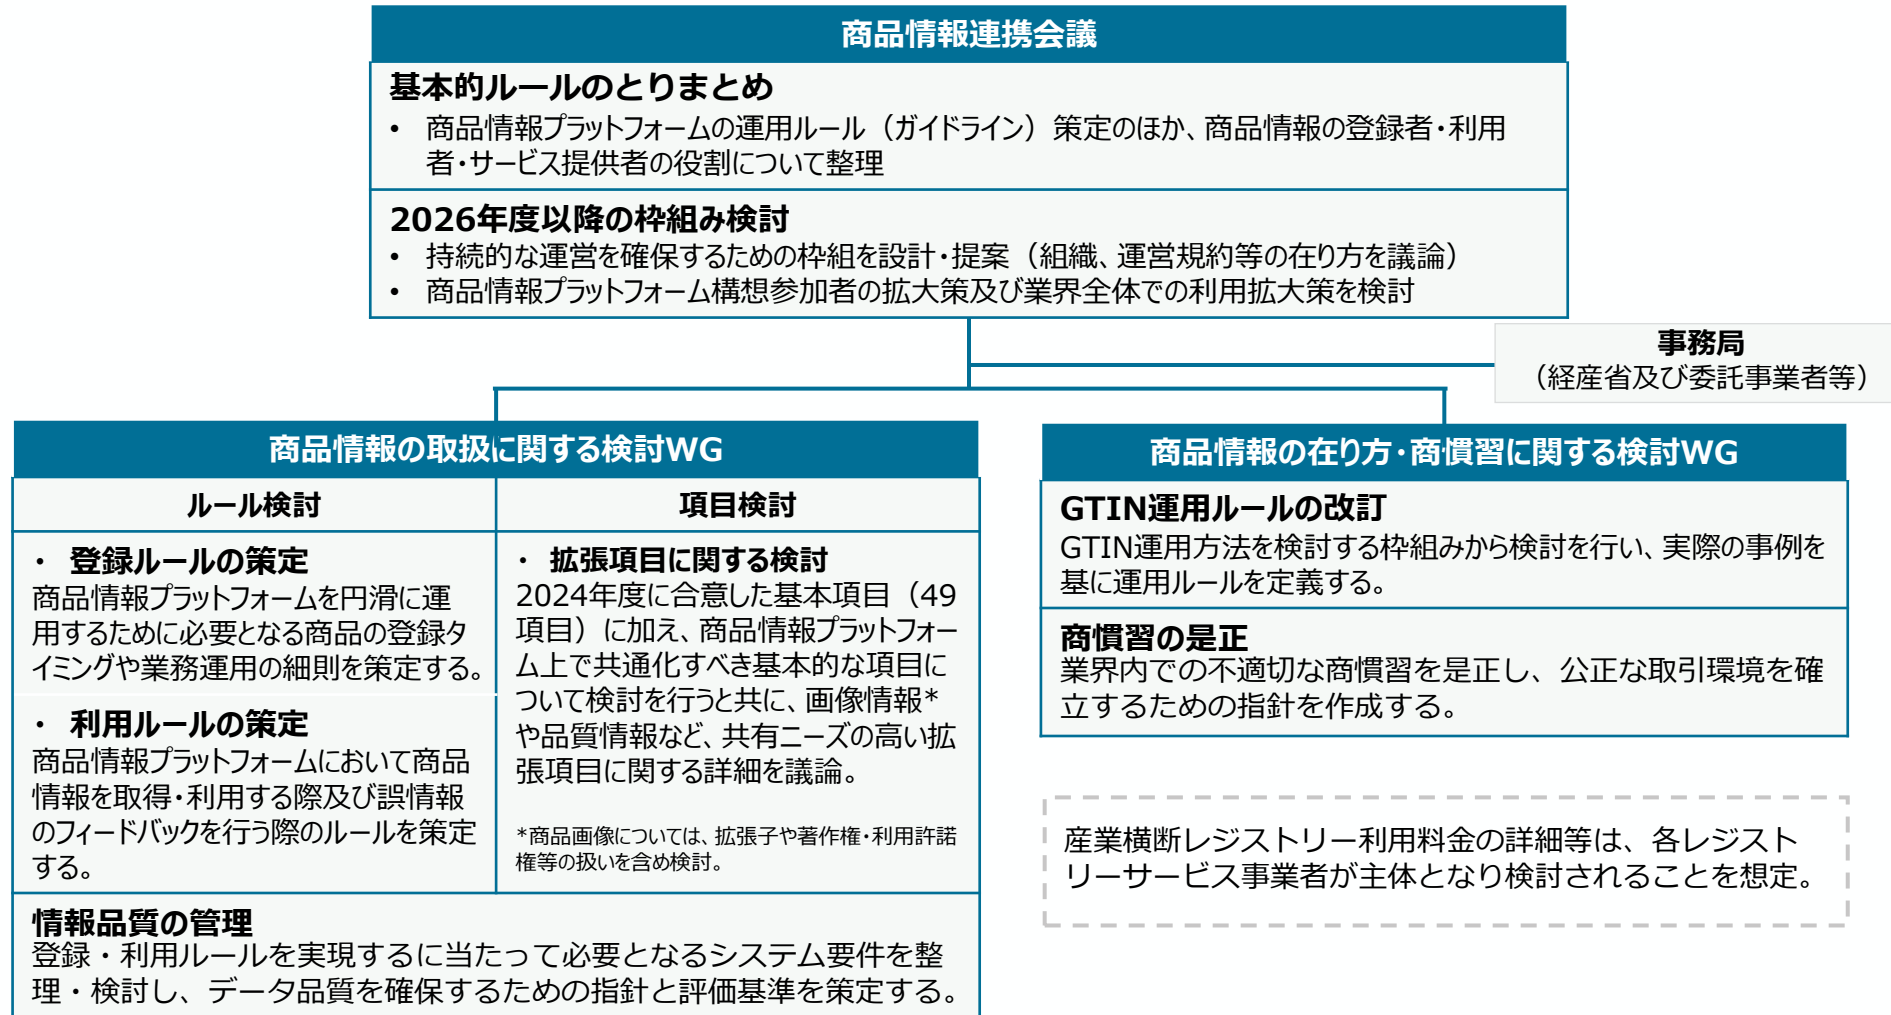 商品情報連携会議
基本的ルールのとりまとめ
• 商品情報プラットフォームの運用ルール（ガイドライン）策定のほか、商品情報の登録者・利用
者・サービス提供者の役割について整理
2026年度以降の枠組み検討
• 持続的な運営を確保するための枠組を設計・提案（組織、運営規約等の在り方を議論）
• 商品情報プラットフォーム構想参加者の拡大策及び業界全体での利用拡大策を検討
事務局
（経産省及び委託事業者等）
商品情報の取扱に関する検討WG
ルール検討
・ 登録ルールの策定
商品情報プラットフォームを円滑に運
用するために必要となる商品の登録タ
イミングや業務運用の細則を策定する。
・ 利用ルールの策定
商品情報プラットフォームにおいて商品
情報を取得・利用する際及び誤情報
のフィードバックを行う際のルールを策定
する。
項目検討
・ 拡張項目に関する検討
2024年度に合意した基本項目（49
項目）に加え、商品情報プラットフォー
ム上で共通化すべき基本的な項目に
ついて検討を行うと共に、画像情報*
や品質情報など、共有ニーズの高い拡
張項目に関する詳細を議論。
*商品画像については、拡張子や著作権・利用許諾
権等の扱いを含め検討。
情報品質の管理
登録・利用ルールを実現するに当たって必要となるシステム要件を整
理・検討し、データ品質を確保するための指針と評価基準を策定する。
商品情報の在り方・商慣習に関する検討WG
GTIN運用ルールの改訂
GTIN運用方法を検討する枠組みから検討を行い、実際の事例を
基に運用ルールを定義する。
商慣習の是正
業界内での不適切な商慣習を是正し、公正な取引環境を確
立するための指針を作成する。
産業横断レジストリー利用料金の詳細等は、各レジスト
リーサービス事業者が主体となり検討されることを想定。